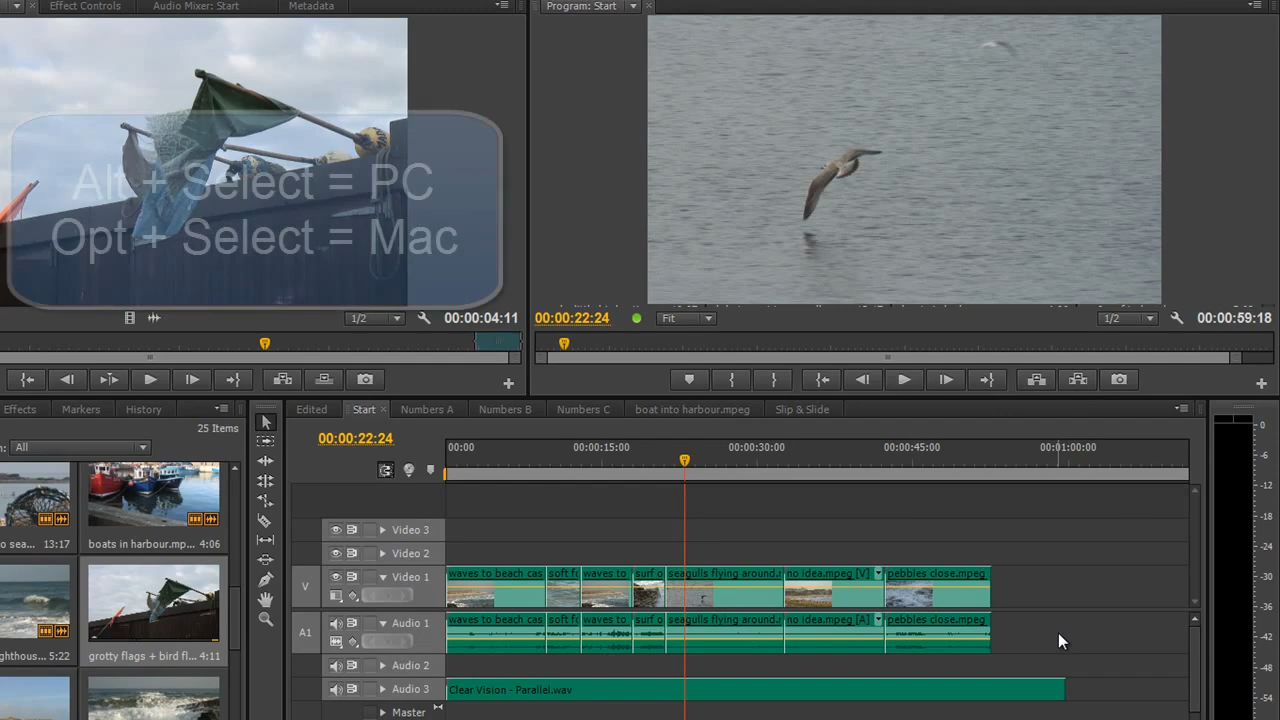 Effect Controls Audio Mixer: Start Metadata
Program: Start
Alt + Select = PC
Opt + Select = Mac
1/2 00:00:04:11
00:00:22:24 Fit 1/2 00:00:59:18
Effects Markers History
Edited Start Numbers A Numbers B Numbers C boat into harbour.mpeg Slip & Slide
25 Items
All
00:00:22:24
00:00 00:00:15:00 00:00:30:00 00:00:45:00 00:01:00:00
sea... 13:17 boats in harbour.mp... 4:06
ghthous... 5:22 grotty flags + bird fl... 4:11
Video 3
Video 2
V Video 1
waves to beach cas soft fo waves to surf o seagulls flying around.r no idea.mpeg [V] pebbles close.mpeg
A1 Audio 1
waves to beach cas soft fo waves to surf o seagulls flying around.r no idea.mpeg [A] pebbles close.mpeg
Audio 2
Audio 3 Clear Vision - Parallel.wav
Master
0
-6
-12
-18
-24
-30
-36
-42
-48
-54